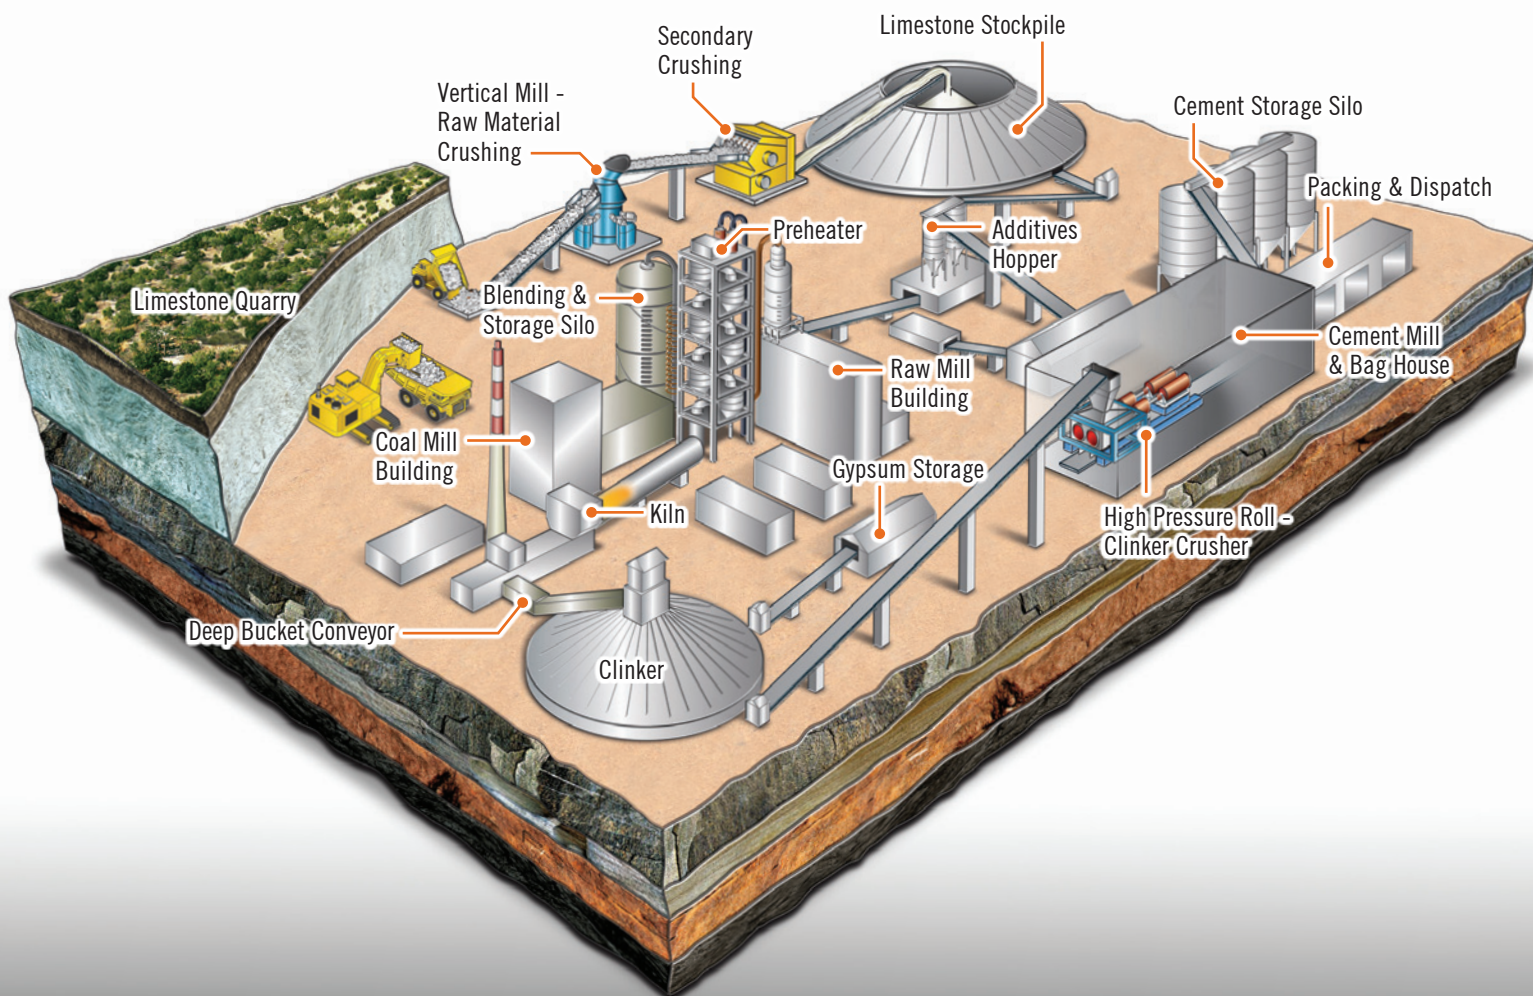 Limestone Stockpile
Secondary
Crushing
Vertical Mill -
Raw Material
Crushing
Cement Storage Silo
Packing & Dispatch
Preheater
Additives
Hopper
Limestone Quarry
Blending &
Storage Silo
Cement Mill
& Bag House
Raw Mill
Building
Coal Mill
Building
Gypsum Storage
Kiln
High Pressure Roll -
Clinker Crusher
Deep Bucket Conveyor
Clinker